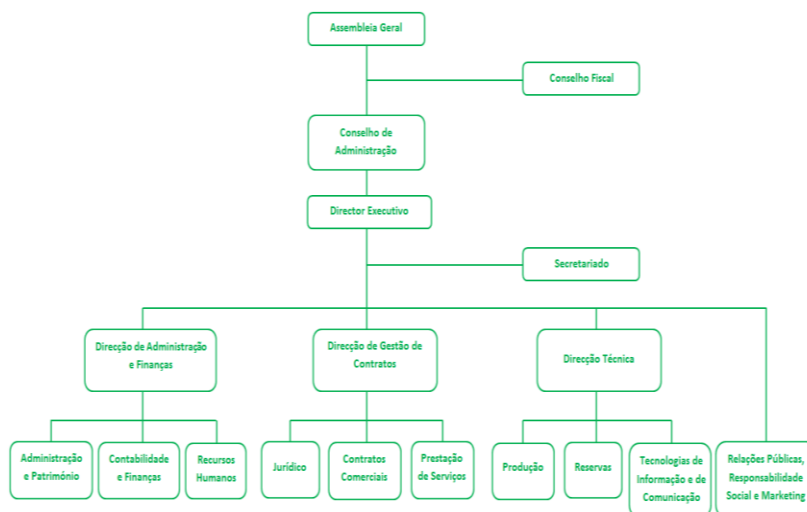 Assembleia Geral
Conselho Fiscal
Conselho de
Administração
Director Executivo
Secretariado
Direcção de Administração
e Finanças
Direcção de Gestão de
Contratos
Direcção Técnica
Administração
e Património
Contabilidade
e Finanças
Recursos
Humanos
Jurídico
Contratos
Comerciais
Prestação
de Serviços
Produção
Reservas
Tecnologias de
Informação e de
Comunicação
Relações Públicas,
Responsabilidade
Social e Marketing